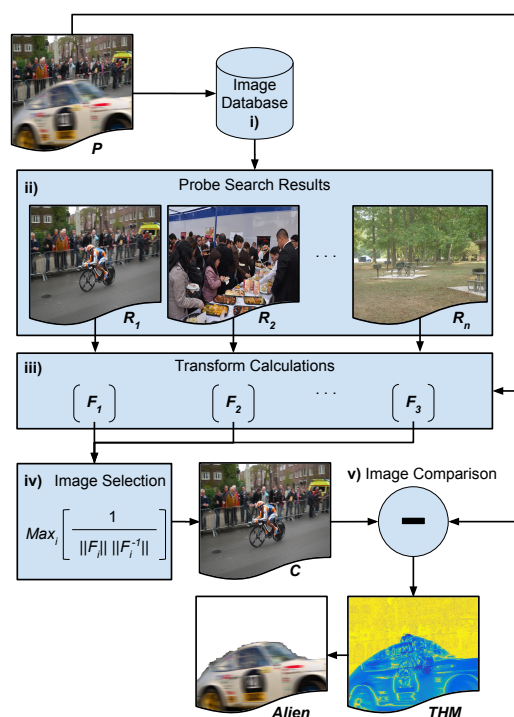 P
Image
Database
i)
ii) Probe Search Results
. . .
R1 R2 Rn
iii) Transform Calculations
. . .
[F1] [F2] [F3]
iv) Image Selection
Maxi [ 1 / ||Fi|| ||Fi-1|| ]
v) Image Comparison
C
Alien
THM